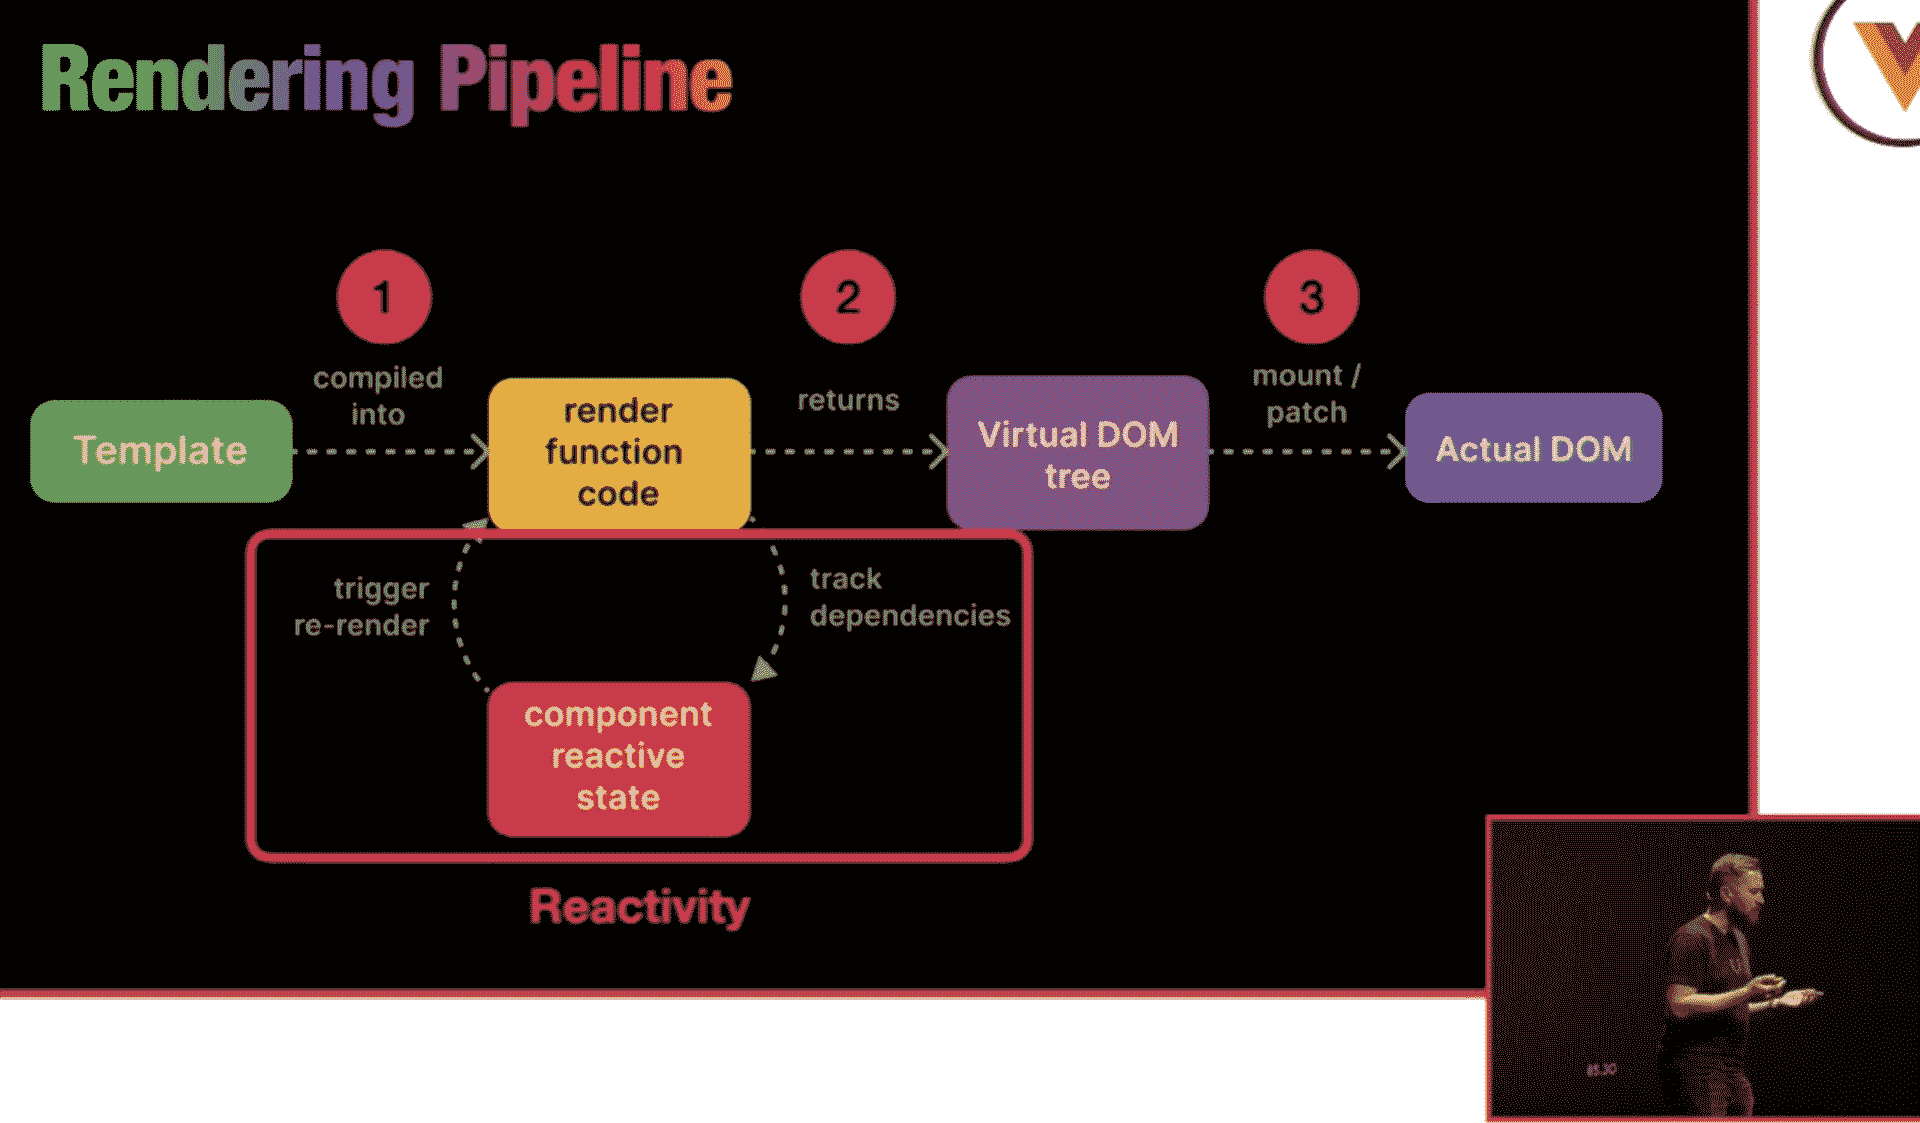 Rendering Pipeline
1
2
3
compiled
into
returns
mount /
patch
Template
render
function
code
Virtual DOM
tree
Actual DOM
trigger
re-render
track
dependencies
component
reactive
state
Reactivity